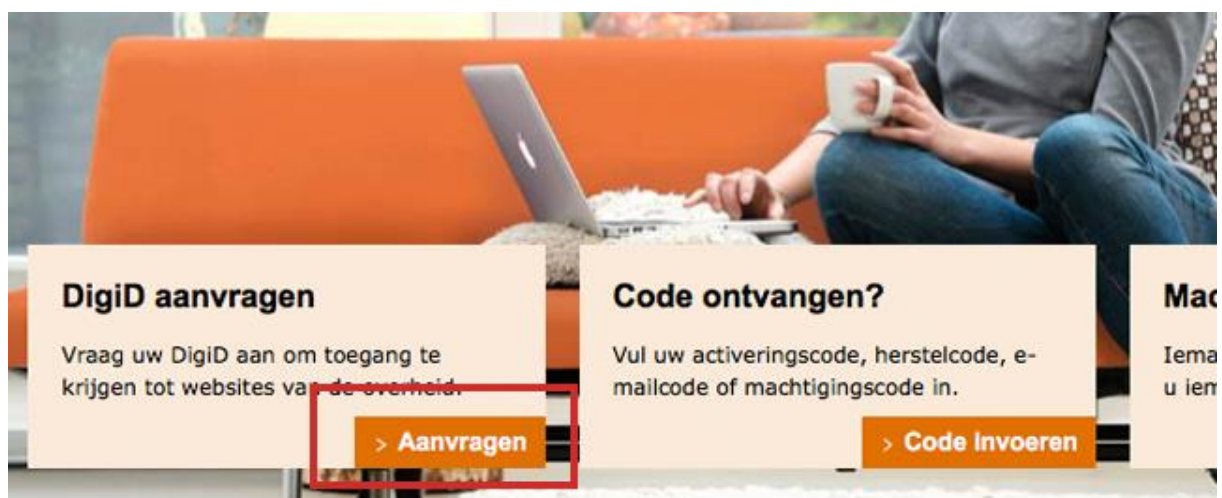 DigiD aanvragen
Vraag uw DigiD aan om toegang te
krijgen tot websites van de overheid.
> Aanvragen
Code ontvangen?
Vul uw activeringscode, herstelcode, e-
mailcode of machtigingscode in.
> Code Invoeren